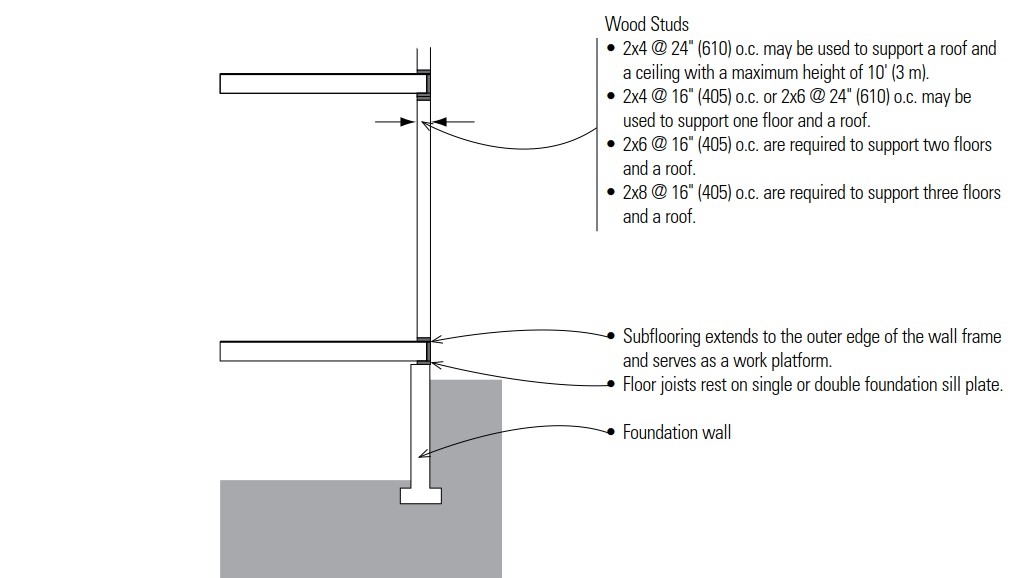 Wood Studs
• 2x4 @ 24" (610) o.c. may be used to support a roof and
a ceiling with a maximum height of 10' (3 m).
• 2x4 @ 16" (405) o.c. or 2x6 @ 24" (610) o.c. may be
used to support one floor and a roof.
• 2x6 @ 16" (405) o.c. are required to support two floors
and a roof.
• 2x8 @ 16" (405) o.c. are required to support three floors
and a roof.
• Subflooring extends to the outer edge of the wall frame
and serves as a work platform.
• Floor joists rest on single or double foundation sill plate.
• Foundation wall